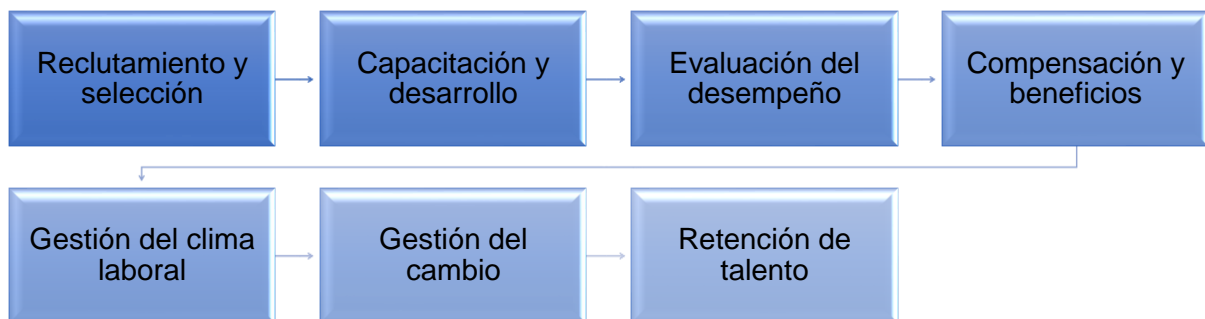 Reclutamiento y
selección
Capacitación y
desarrollo
Evaluación del
desempeño
Compensación y
beneficios
Gestión del clima
laboral
Gestión del
cambio
Retención de
talento